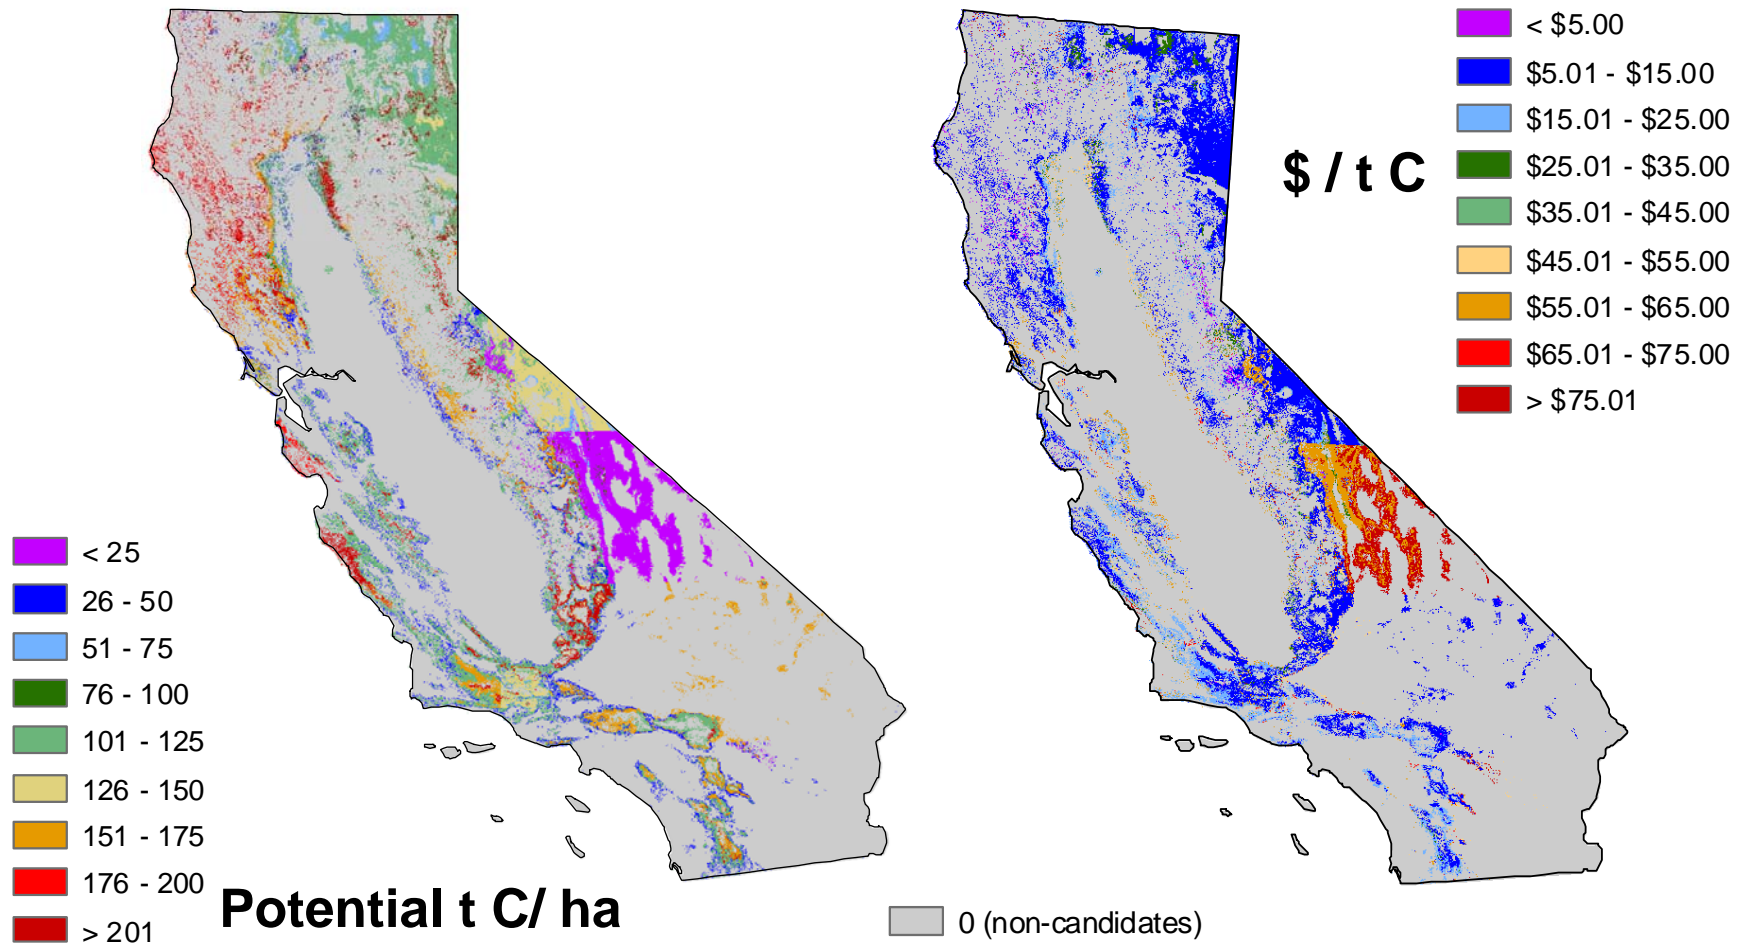 < $5.00
$5.01 - $15.00
$15.01 - $25.00
$25.01 - $35.00
$35.01 - $45.00
$45.01 - $55.00
$55.01 - $65.00
$65.01 - $75.00
> $75.01
$ / t C
< 25
26 - 50
51 - 75
76 - 100
101 - 125
126 - 150
151 - 175
176 - 200
> 201
Potential t C/ ha
0 (non-candidates)